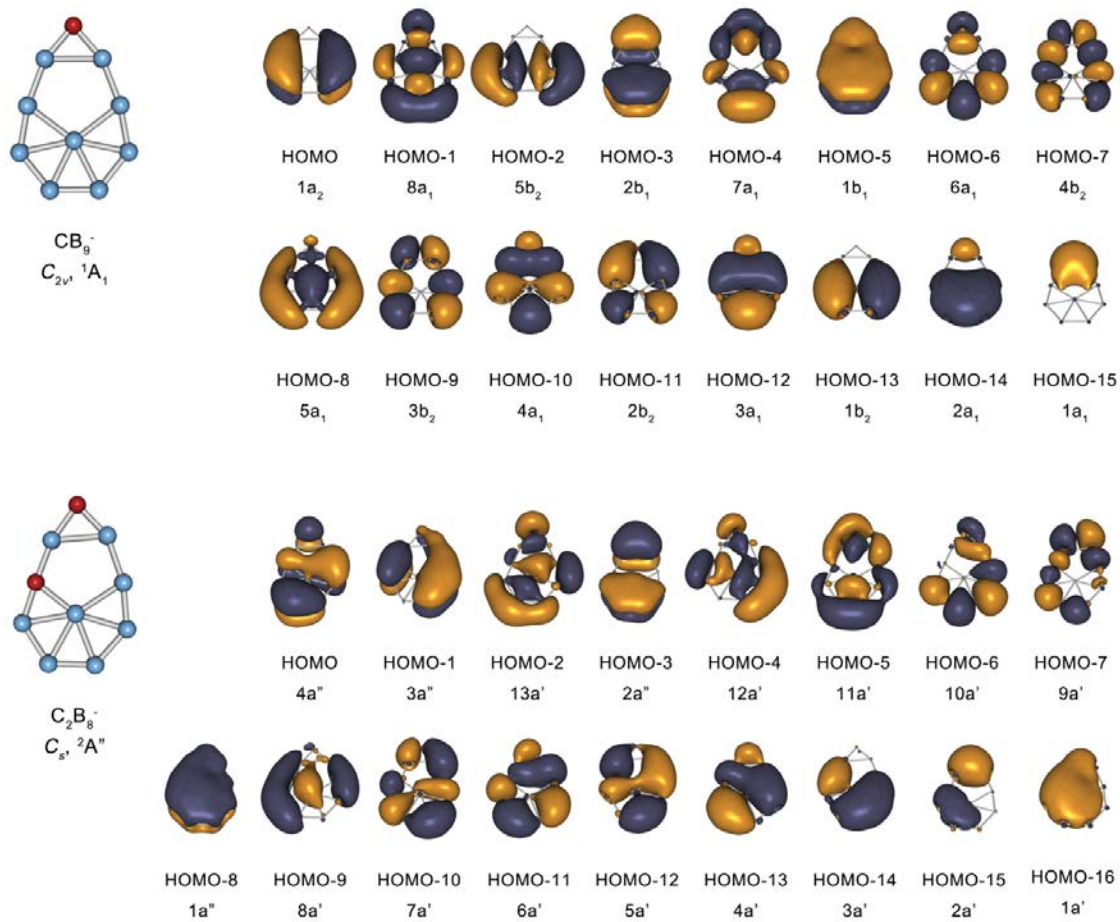 HOMO HOMO-1 HOMO-2 HOMO-3 HOMO-4 HOMO-5 HOMO-6 HOMO-7
1a₂ 8a₁ 5b₂ 2b₁ 7a₁ 1b₁ 6a₁ 4b₂
CB₉⁻
C₂ᵥ, ¹A₁
HOMO-8 HOMO-9 HOMO-10 HOMO-11 HOMO-12 HOMO-13 HOMO-14 HOMO-15
5a₁ 3b₂ 4a₁ 2b₂ 3a₁ 1b₂ 2a₁ 1a₁
HOMO HOMO-1 HOMO-2 HOMO-3 HOMO-4 HOMO-5 HOMO-6 HOMO-7
4a" 3a" 13a' 2a" 12a' 11a' 10a' 9a'
C₂B₈⁻
Cₛ, ²A"
HOMO-8 HOMO-9 HOMO-10 HOMO-11 HOMO-12 HOMO-13 HOMO-14 HOMO-15 HOMO-16
1a" 8a' 7a' 6a' 5a' 4a' 3a' 2a' 1a'